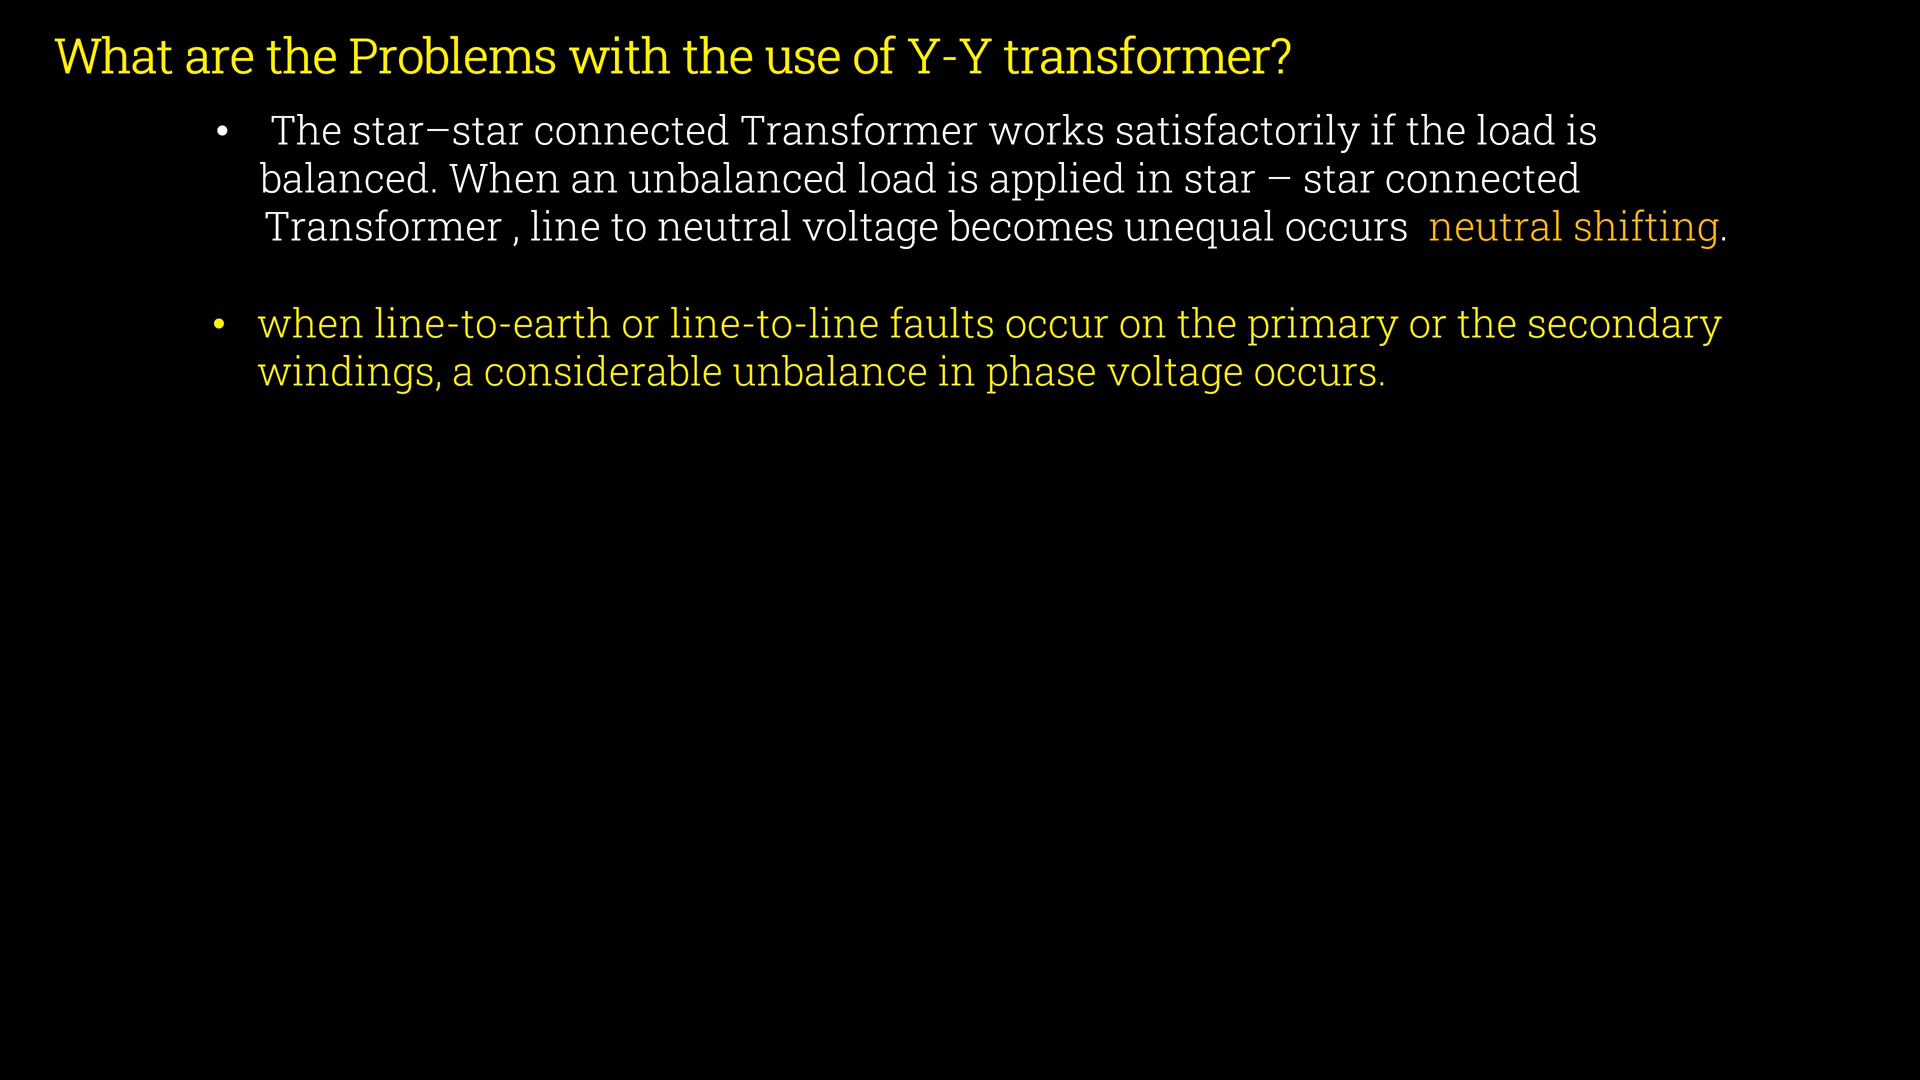 What are the Problems with the use of Y-Y transformer?
• The star–star connected Transformer works satisfactorily if the load is
balanced. When an unbalanced load is applied in star – star connected
Transformer , line to neutral voltage becomes unequal occurs neutral shifting.
• when line-to-earth or line-to-line faults occur on the primary or the secondary
windings, a considerable unbalance in phase voltage occurs.